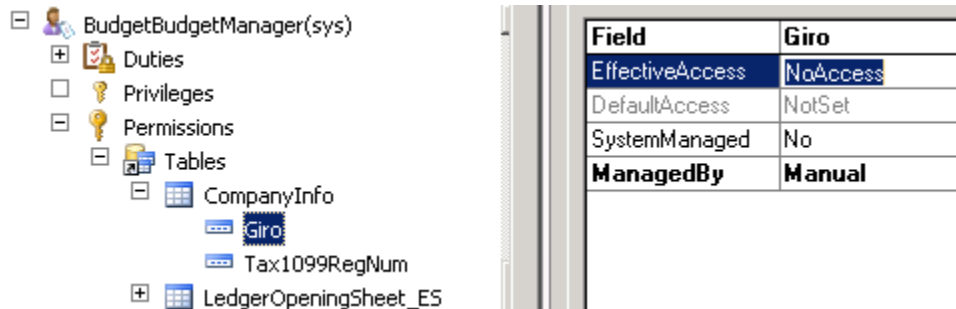 BudgetBudgetManager(sys)
Duties
Privileges
Permissions
Tables
CompanyInfo
Giro
Tax1099RegNum
LedgerOpeningSheet_ES
Field Giro
EffectiveAccess NoAccess
DefaultAccess NotSet
SystemManaged No
ManagedBy Manual